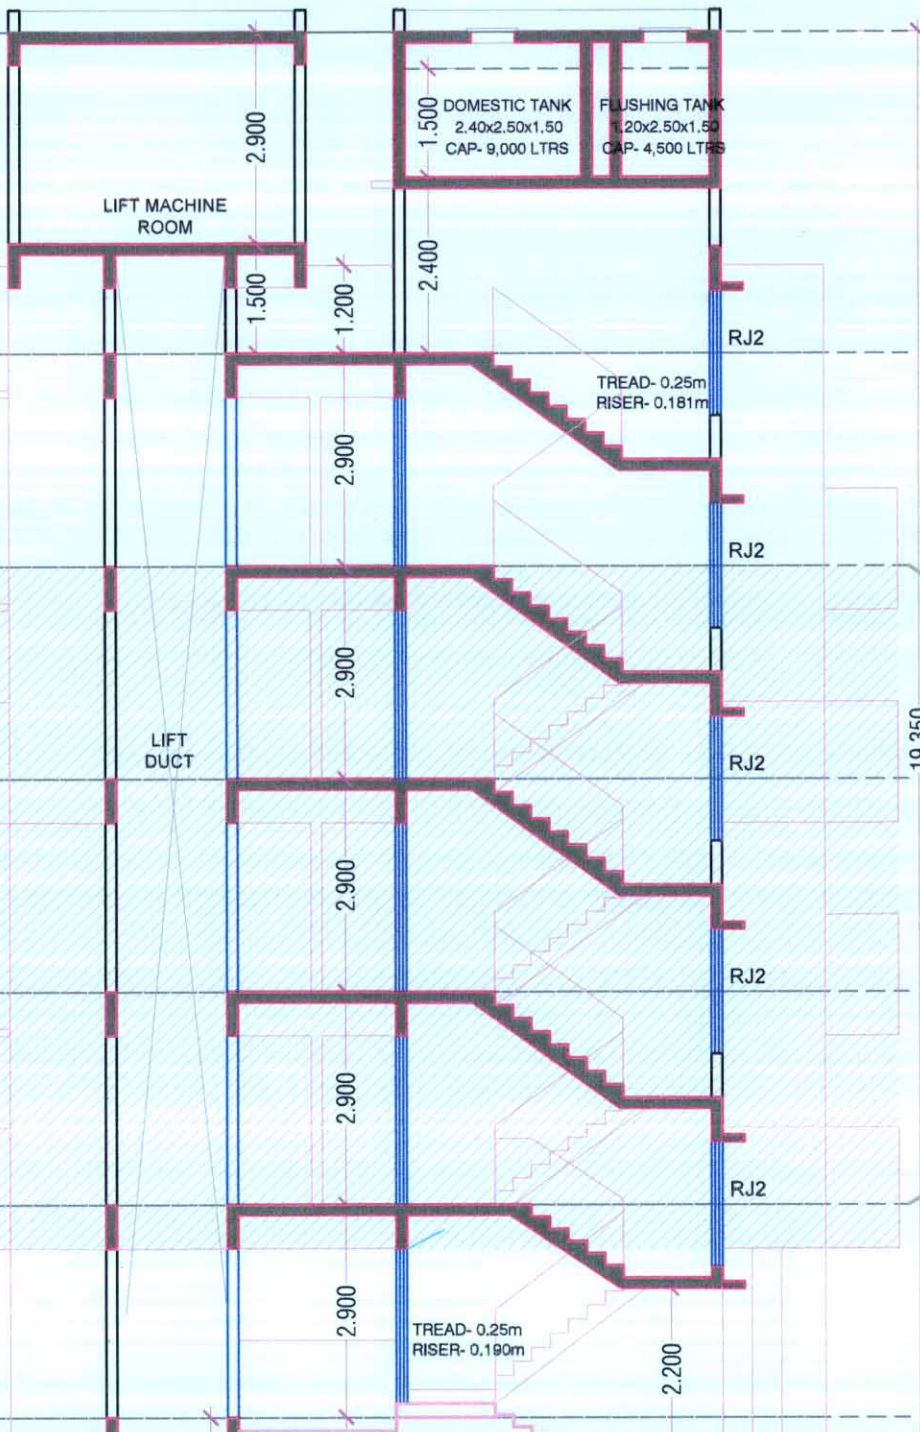 2.900
DOMESTIC TANK
2.40x2.50x1.50
CAP- 9,000 LTRS
FLUSHING TANK
1.20x2.50x1.50
CAP- 4,500 LTRS
1.500
LIFT MACHINE
ROOM
1.500
1.200
2.400
RJ2
TREAD- 0.25m
RISER- 0.181m
2.900
RJ2
2.900
LIFT
DUCT
RJ2
19.350
2.900
RJ2
2.900
RJ2
2.900
TREAD- 0.25m
RISER- 0.190m
2.200